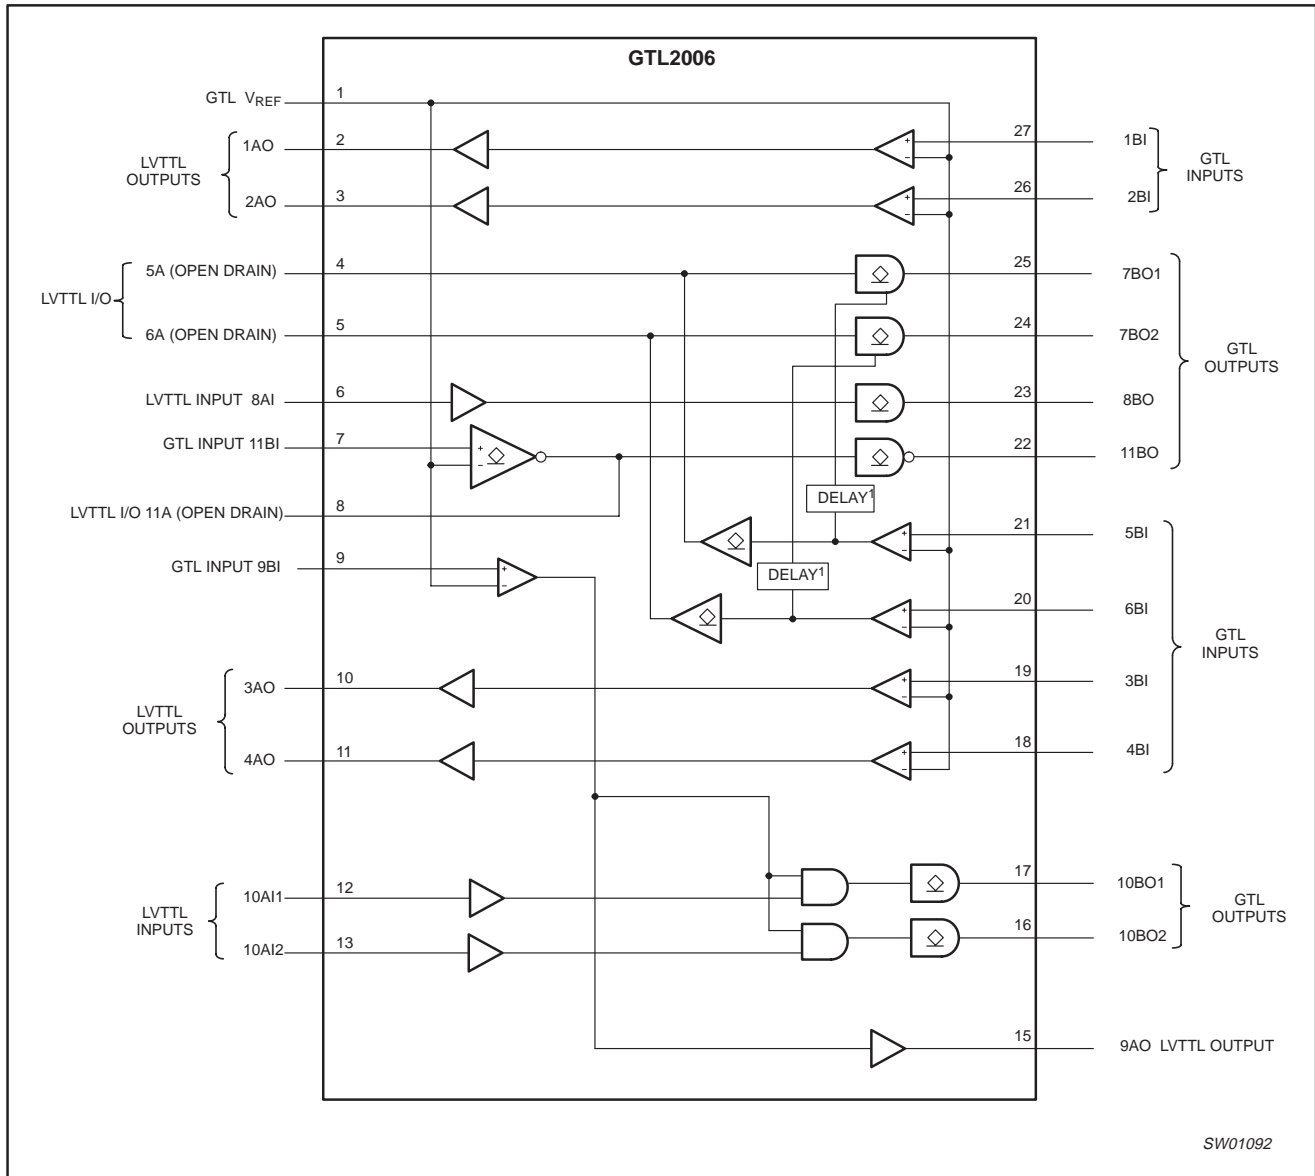 GTL2006
GTL VREF 1
LVTTL OUTPUTS
1AO 2
2AO 3
27 1BI
26 2BI
GTL INPUTS
+
−
+
−
LVTTL I/O
5A (OPEN DRAIN) 4
6A (OPEN DRAIN) 5
25 7BO1
24 7BO2
GTL OUTPUTS
LVTTL INPUT 8AI 6
23 8BO
GTL INPUT 11BI 7
+
−
22 11BO
LVTTL I/O 11A (OPEN DRAIN) 8
DELAY1
21 5BI
+
−
GTL INPUT 9BI 9
+
−
DELAY1
20 6BI
+
−
GTL INPUTS
LVTTL OUTPUTS
3AO 10
4AO 11
+
−
19 3BI
+
−
18 4BI
LVTTL INPUTS
10AI1 12
10AI2 13
17 10BO1
16 10BO2
GTL OUTPUTS
15 9AO LVTTL OUTPUT
SW01092